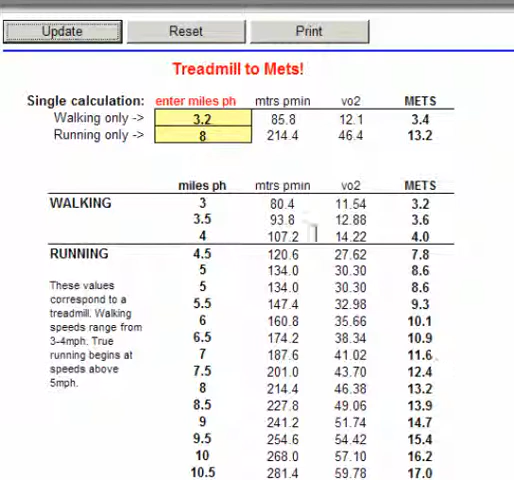 Update Reset Print
Treadmill to Mets!
Single calculation: enter miles ph mtrs pmin vo2 METS
Walking only -> 3.2 85.8 12.1 3.4
Running only -> 8 214.4 46.4 13.2
miles ph mtrs pmin vo2 METS
WALKING 3 80.4 11.54 3.2
3.5 93.8 12.88 3.6
4 107.2 14.22 4.0
RUNNING 4.5 120.6 27.62 7.8
5 134.0 30.30 8.6
5 134.0 30.30 8.6
5.5 147.4 32.98 9.3
6 160.8 35.66 10.1
6.5 174.2 38.34 10.9
7 187.6 41.02 11.6
7.5 201.0 43.70 12.4
8 214.4 46.38 13.2
8.5 227.8 49.06 13.9
9 241.2 51.74 14.7
9.5 254.6 54.42 15.4
10 268.0 57.10 16.2
10.5 281.4 59.78 17.0
These values
correspond to a
treadmill. Walking
speeds range from
3-4mph. True
running begins at
speeds above
5mph.